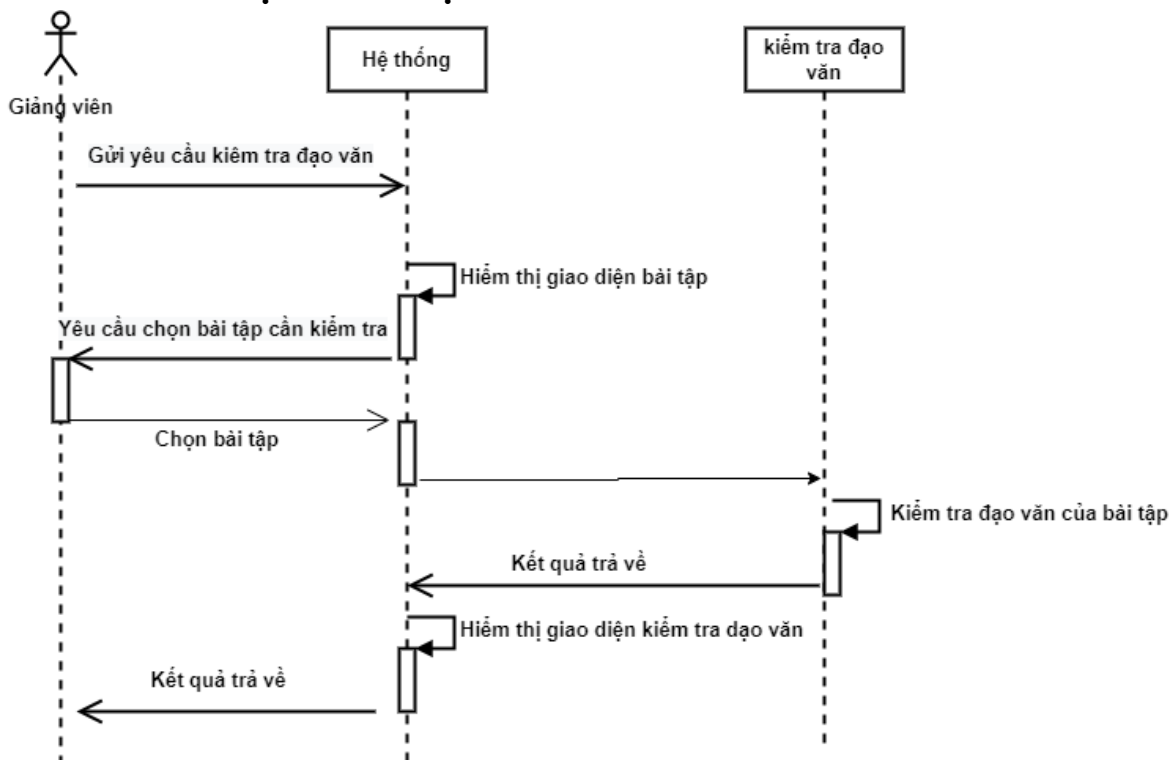 Hệ thống
kiểm tra đạo
văn
Giảng viên
Gửi yêu cầu kiêm tra đạo văn
Hiểm thị giao diện bài tập
Yêu cầu chọn bài tập cần kiểm tra
Chọn bài tập
Kiểm tra đạo văn của bài tập
Kết quả trả về
Hiểm thị giao diện kiểm tra dạo văn
Kết quả trả về